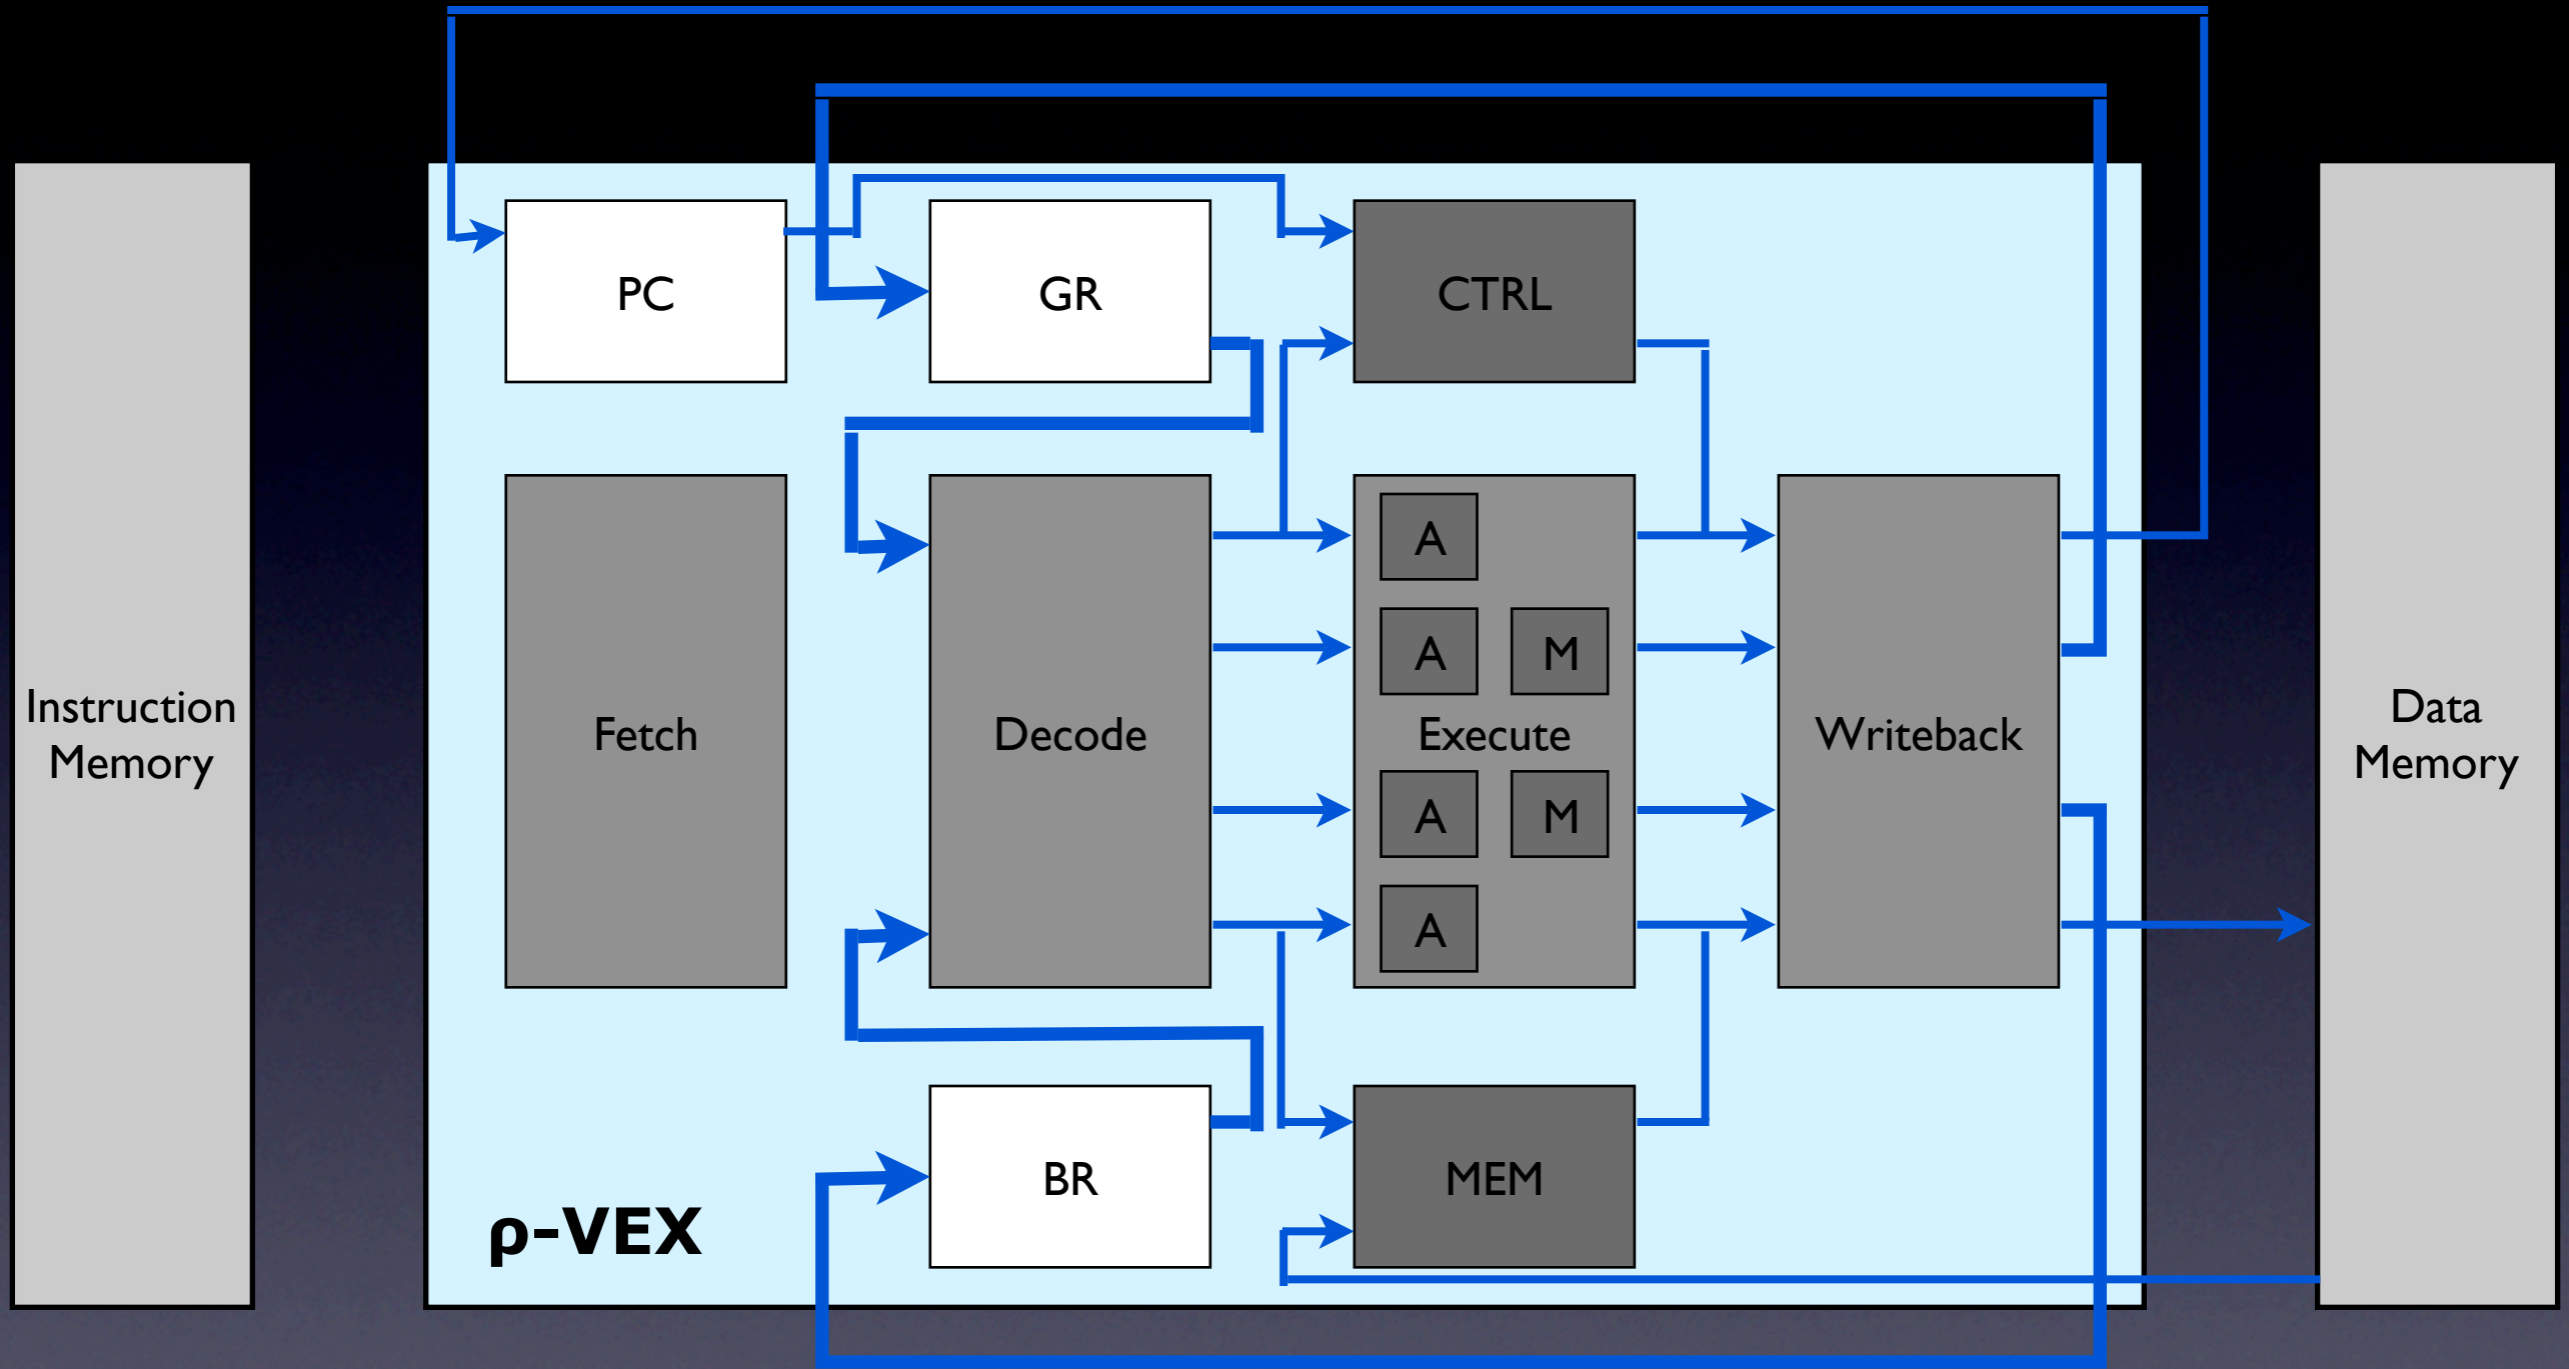 PC
GR
CTRL
Instruction
Memory
Fetch
Decode
A
A
M
Execute
A
M
A
Writeback
Data
Memory
BR
MEM
ρ-VEX